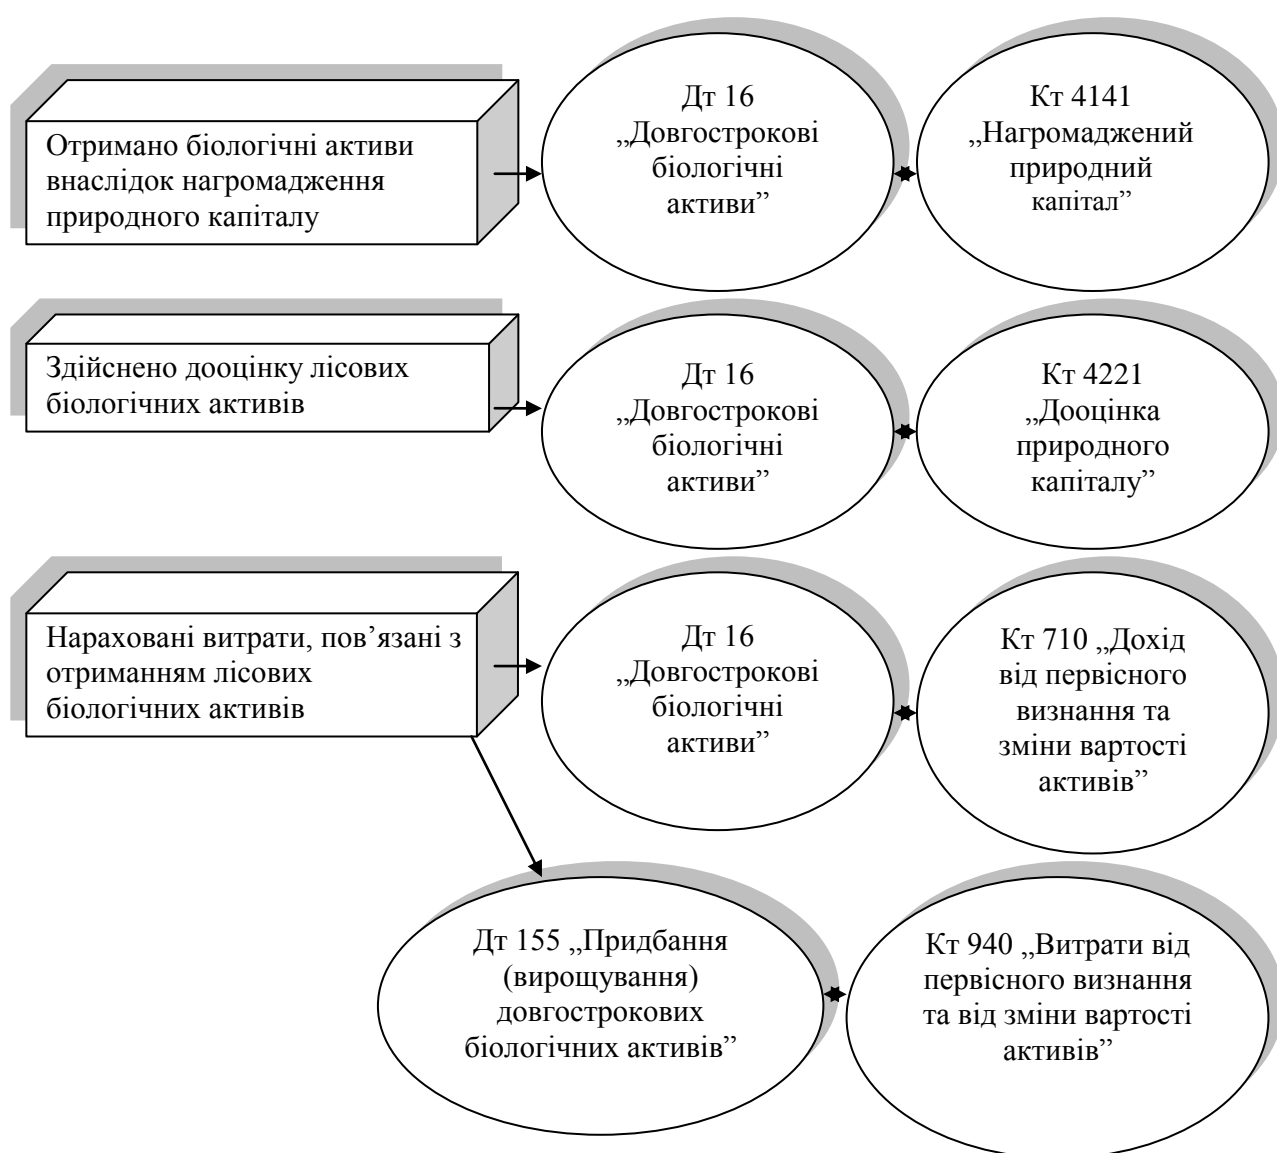 Отримано біологічні активи
внаслідок нагромадження
природного капіталу
Дт 16
„Довгострокові
біологічні
активи”
Кт 4141
„Нагромаджений
природний
капітал”
Здійснено дооцінку лісових
біологічних активів
Дт 16
„Довгострокові
біологічні
активи”
Кт 4221
„Дооцінка
природного
капіталу”
Нараховані витрати, пов’язані з
отриманням лісових
біологічних активів
Дт 16
„Довгострокові
біологічні
активи”
Кт 710 „Дохід
від первісного
визнання та
зміни вартості
активів”
Дт 155 „Придбання
(вирощування)
довгострокових
біологічних активів”
Кт 940 „Витрати від
первісного визнання
та від зміни вартості
активів”